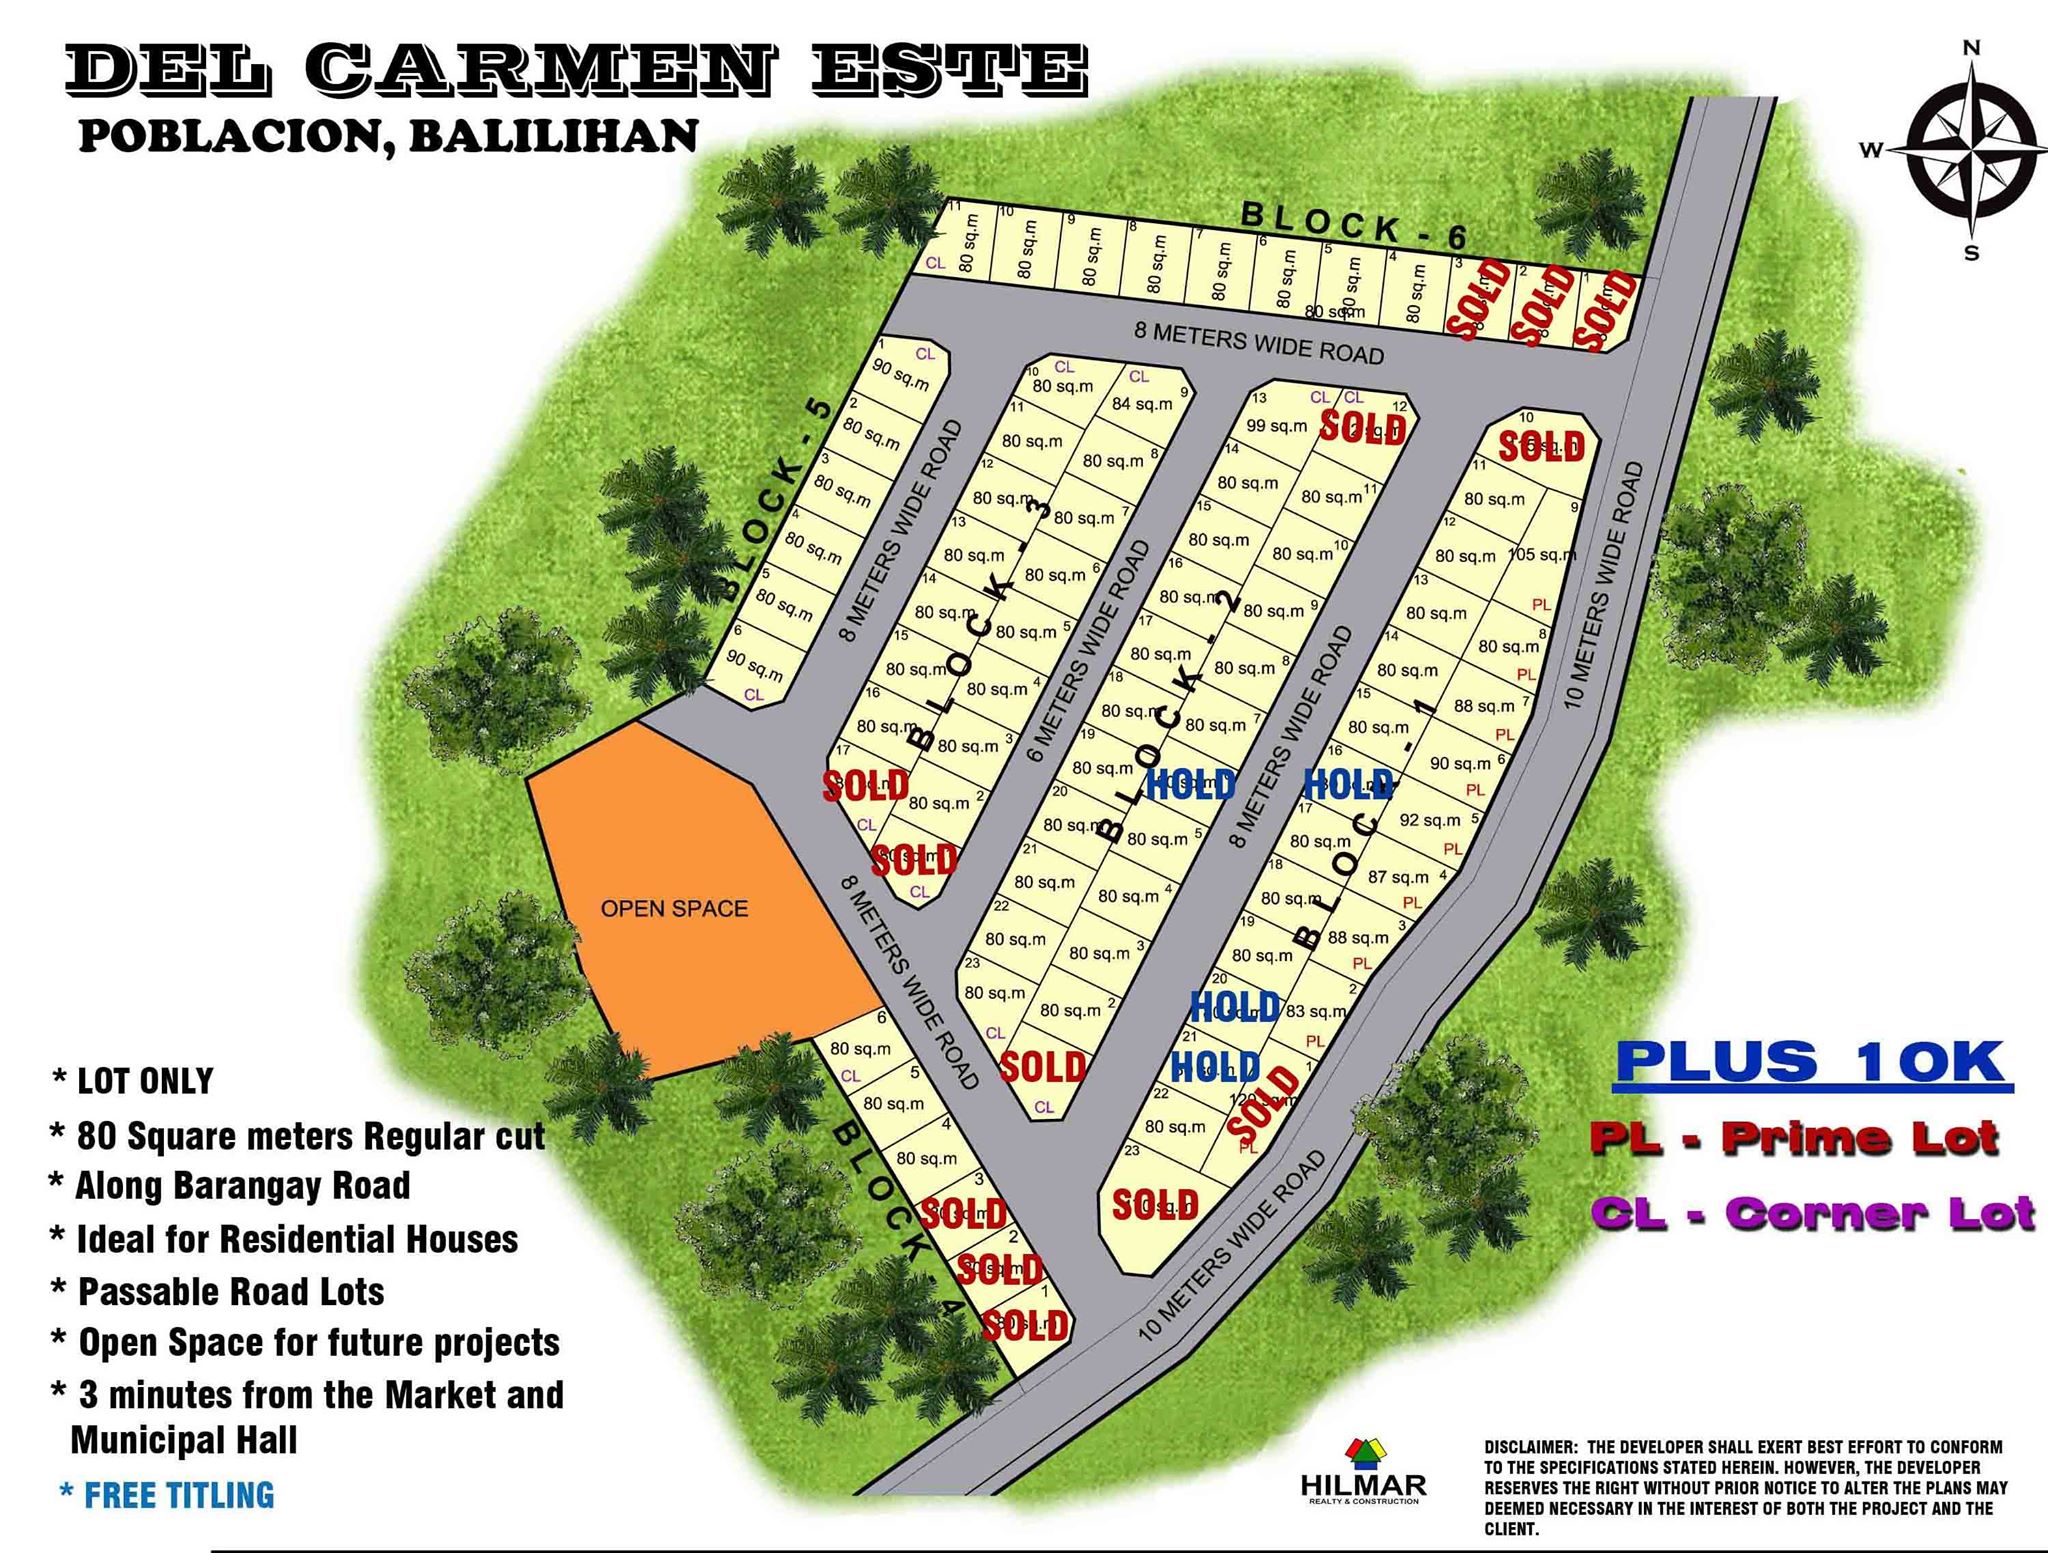 DEL CARMEN ESTE
POBLACION, BALILIHAN
N
W
S
BLOCK - 6
11
80 sq.m
CL
10
80 sq.m
9
80 sq.m
8
80 sq.m
7
80 sq.m
6
80 sq.m
5
80 sq.m
80 sq.m
4
80 sq.m
3
SOLD
2
SOLD
1
SOLD
8 METERS WIDE ROAD
BLOCK - 5
1
CL
90 sq.m
2
80 sq.m
3
80 sq.m
4
80 sq.m
5
80 sq.m
6
90 sq.m
CL
8 METERS WIDE ROAD
BLOCK - 3
10
CL
80 sq.m
CL
9
84 sq.m
11
80 sq.m
80 sq.m 8
12
80 sq.m
80 sq.m 7
13
80 sq.m
80 sq.m 6
14
80 sq.m
80 sq.m 5
15
80 sq.m
80 sq.m 4
16
80 sq.m
80 sq.m 3
17
SOLD
CL
80 sq.m 2
SOLD
CL
6 METERS WIDE ROAD
BLOCK - 2
13
CL
99 sq.m
CL
12
SOLD
14
80 sq.m
80 sq.m 11
15
80 sq.m
80 sq.m 10
16
80 sq.m
80 sq.m 9
17
80 sq.m
80 sq.m 8
18
80 sq.m
80 sq.m 7
19
80 sq.m
HOLD
20
80 sq.m
80 sq.m 5
21
80 sq.m
80 sq.m 4
22
80 sq.m
80 sq.m 3
23
80 sq.m
CL
80 sq.m 2
SOLD
CL
8 METERS WIDE ROAD
BLOCK - 1
10
SOLD
11
80 sq.m
9
105 sq.m
PL
12
80 sq.m
13
80 sq.m
8
80 sq.m
PL
14
80 sq.m
88 sq.m 7
PL
15
80 sq.m
90 sq.m 6
PL
16
HOLD
92 sq.m 5
PL
17
80 sq.m
87 sq.m 4
PL
18
80 sq.m
3
88 sq.m
PL
19
80 sq.m
2
83 sq.m
PL
20
HOLD
21
HOLD
1
SOLD
PL
22
80 sq.m
23
SOLD
10 METERS WIDE ROAD
10 METERS WIDE ROAD
8 METERS WIDE ROAD
OPEN SPACE
BLOCK - 4
6
80 sq.m
CL
5
80 sq.m
4
80 sq.m
3
SOLD
2
SOLD
1
SOLD
* LOT ONLY
* 80 Square meters Regular cut
* Along Barangay Road
* Ideal for Residential Houses
* Passable Road Lots
* Open Space for future projects
* 3 minutes from the Market and
Municipal Hall
* FREE TITLING
PLUS 10K
PL - Prime Lot
CL - Corner Lot
HILMAR
REALTY & CONSTRUCTION
DISCLAIMER: THE DEVELOPER SHALL EXERT BEST EFFORT TO CONFORM
TO THE SPECIFICATIONS STATED HEREIN. HOWEVER, THE DEVELOPER
RESERVES THE RIGHT WITHOUT PRIOR NOTICE TO ALTER THE PLANS MAY
DEEMED NECESSARY IN THE INTEREST OF BOTH THE PROJECT AND THE
CLIENT.